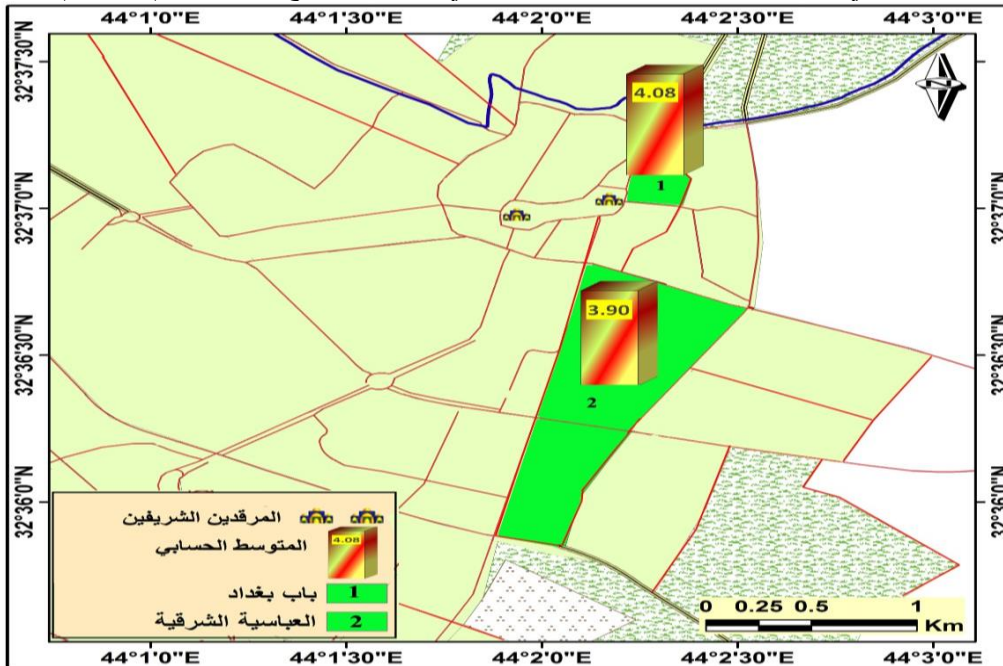 44°1'0"E 44°1'30"E 44°2'0"E 44°2'30"E 44°3'0"E
32°37'30"N 32°37'30"N
4.08
1
32°37'0"N 32°37'0"N
3.90
32°36'30"N 32°36'30"N
2
32°36'0"N 32°36'0"N
المرقدين الشريفين
المتوسط الحسابي 4.08
باب بغداد 1
العباسية الشرقية 2
0 0.25 0.5 1
Km
44°1'0"E 44°1'30"E 44°2'0"E 44°2'30"E 44°3'0"E